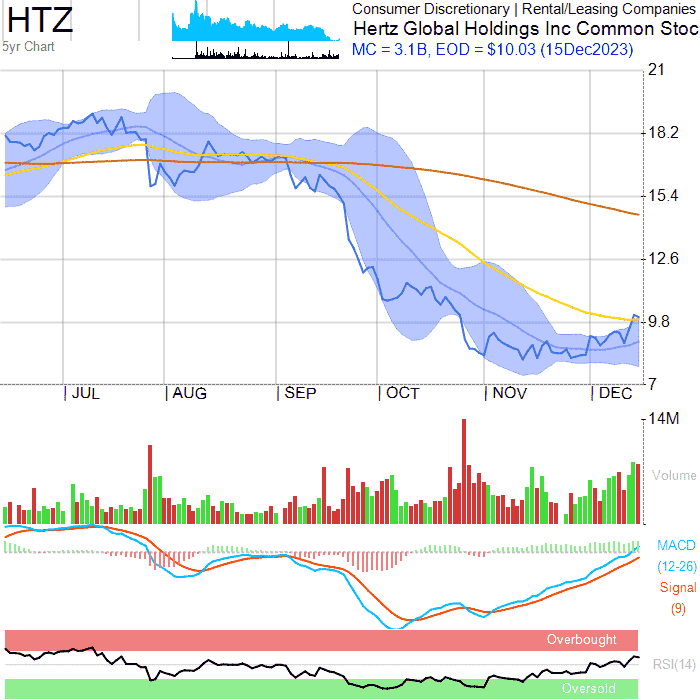 HTZ
5yr Chart
Consumer Discretionary | Rental/Leasing Companies
Hertz Global Holdings Inc Common Stoc
MC = 3.1B, EOD = $10.03 (15Dec2023)
21
18.2
15.4
12.6
9.8
7
| JUL | AUG | SEP | OCT | NOV | DEC
14M
Volume
MACD
(12-26)
Signal
(9)
Overbought
RSI(14)
Oversold